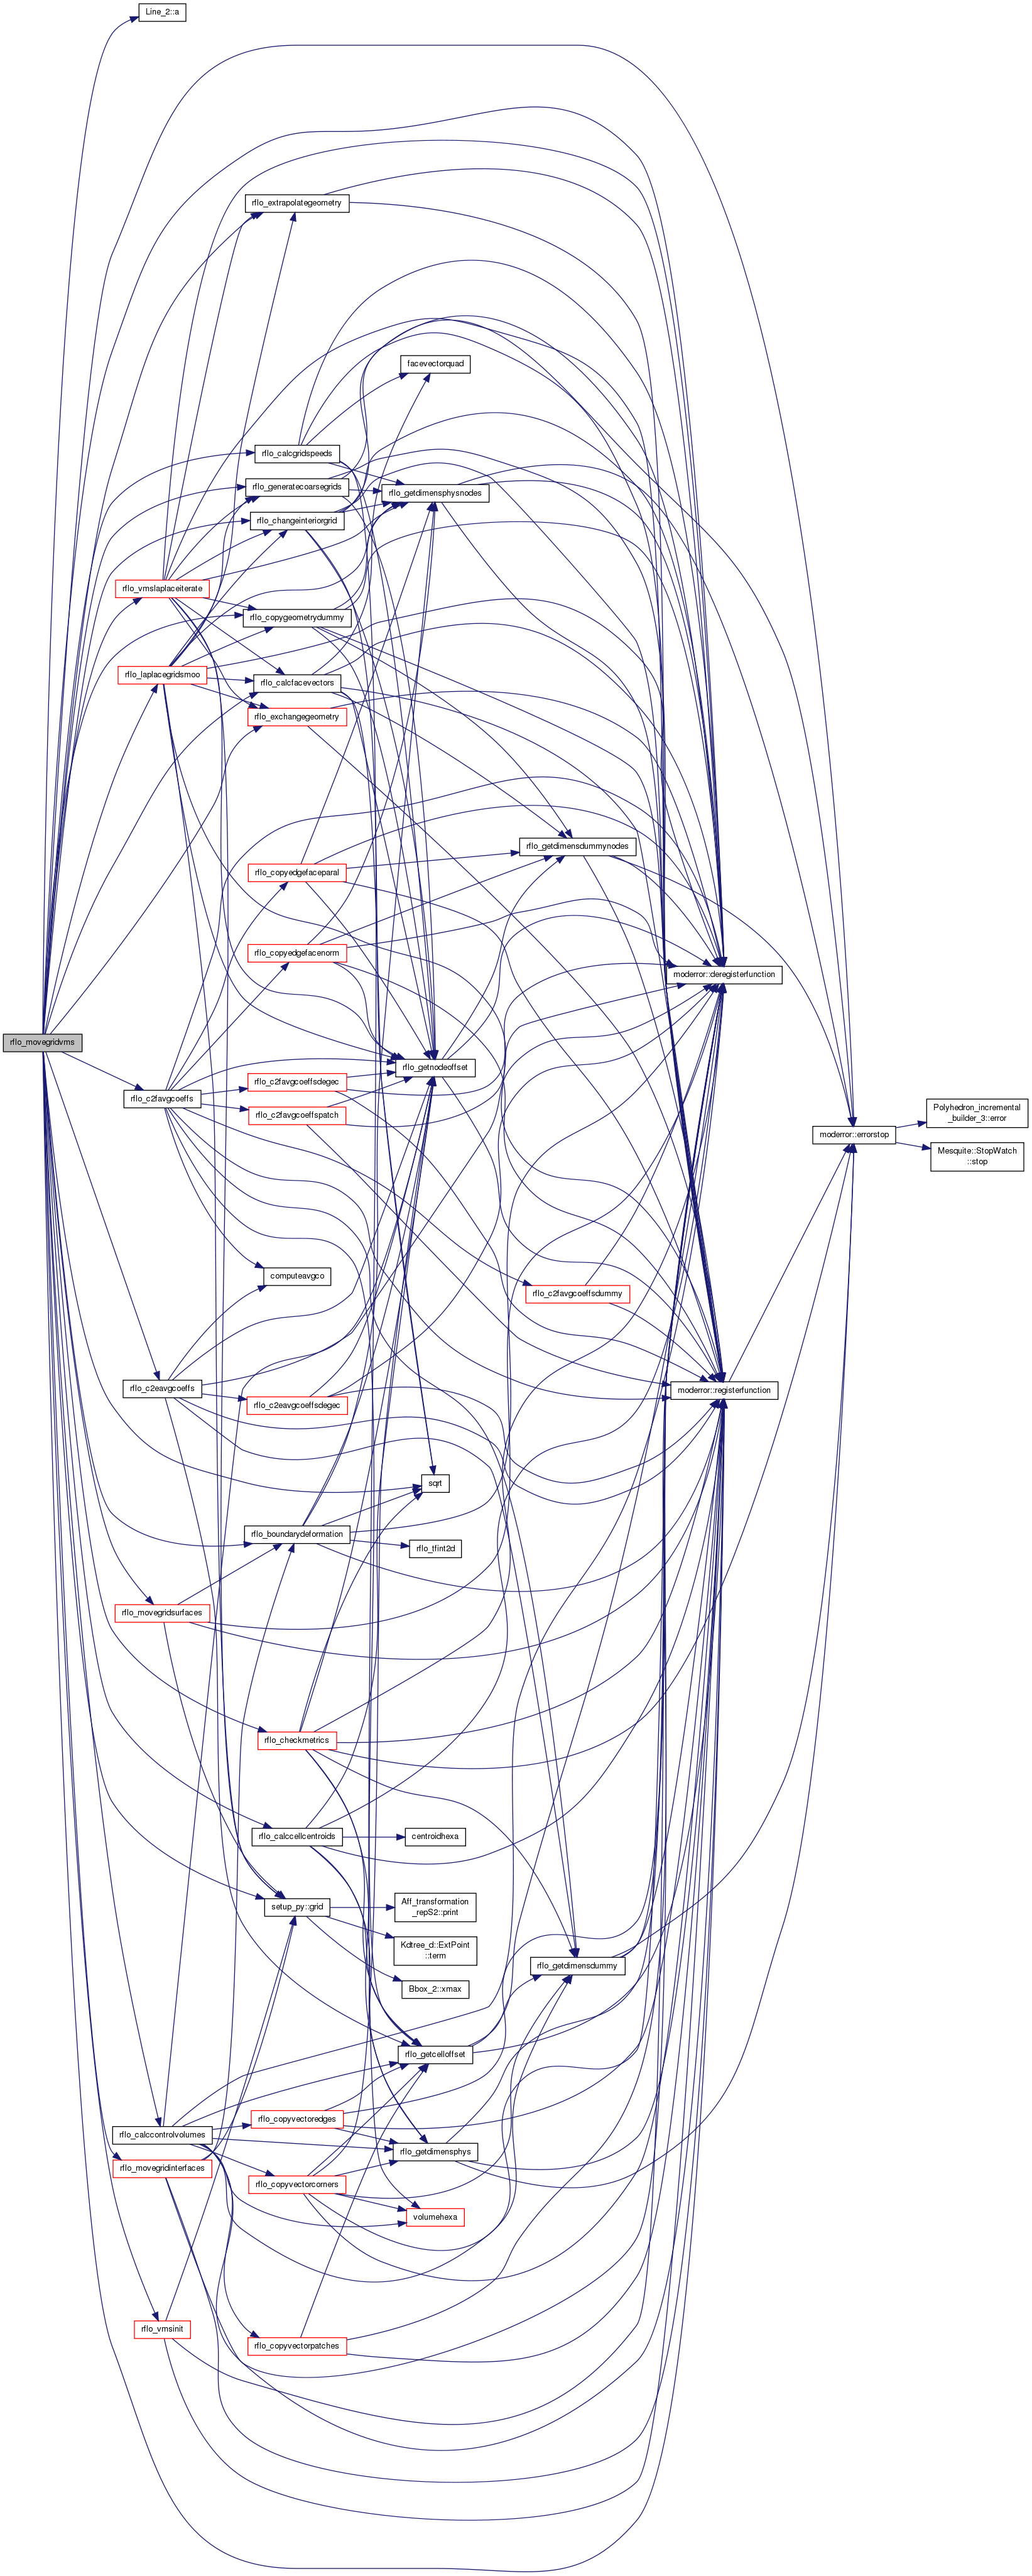 Line_2::a
rflo_extrapolategeometry
facevectorquad
rflo_calcgridspeeds
rflo_generatecoarsegrids
rflo_getdimensphysnodes
rflo_changeinteriorgrid
rflo_vmslaplaceiterate
rflo_copygeometrydummy
rflo_laplacegridsmoo
rflo_calcfacevectors
rflo_exchangegeometry
rflo_getdimensdummynodes
rflo_copyedgefaceparal
rflo_copyedgefacenorm
moderror::deregisterfunction
rflo_movegridvms
rflo_getnodeoffset
rflo_c2favgcoeffsdegec
rflo_c2favgcoeffs
rflo_c2favgcoeffspatch
Polyhedron_incremental
_builder_3::error
moderror::errorstop
Mesquite::StopWatch
::stop
computeavgco
rflo_c2favgcoeffsdummy
rflo_c2eavgcoeffs
moderror::registerfunction
rflo_c2eavgcoeffsdegec
sqrt
rflo_boundarydeformation
rflo_tfint2d
rflo_movegridsurfaces
rflo_checkmetrics
rflo_calccellcentroids
centroidhexa
setup_py::grid
Aff_transformation
_repS2::print
Kdtree_d::ExtPoint
::term
rflo_getdimensdummy
Bbox_2::xmax
rflo_getcelloffset
rflo_copyvectoredges
rflo_calccontrolvolumes
rflo_getdimensphys
rflo_movegridinterfaces
rflo_copyvectorcorners
volumehexa
rflo_vmsinit
rflo_copyvectorpatches